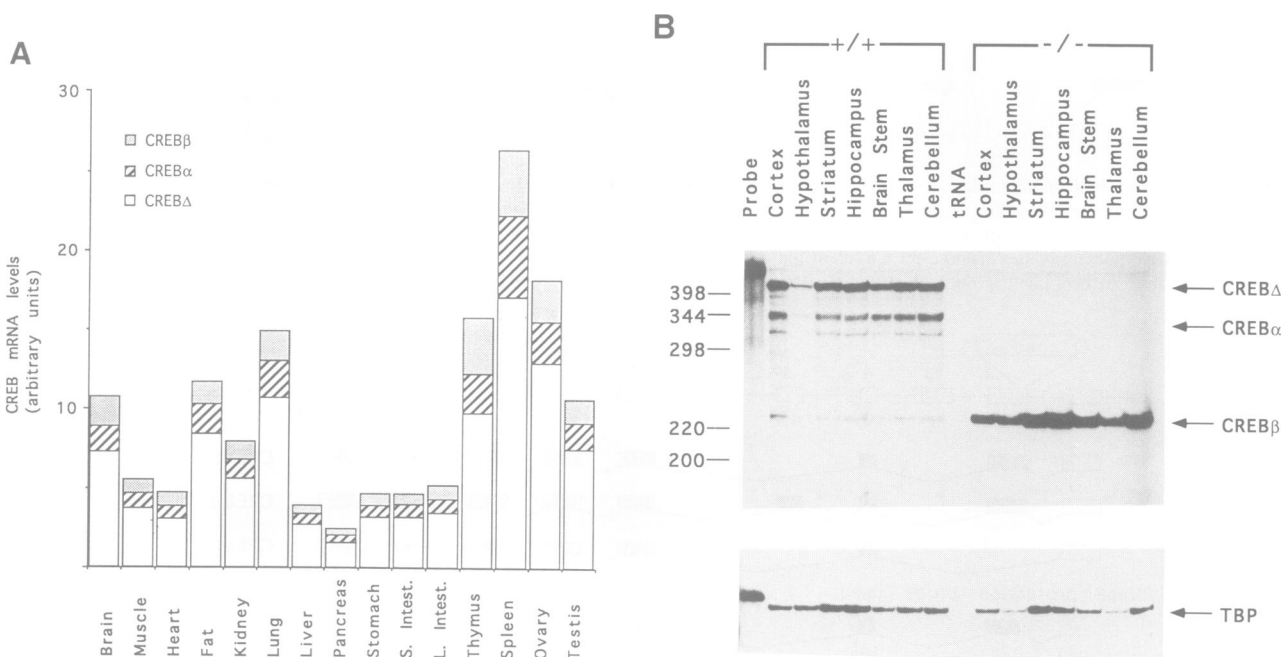 A
30
20
10
CREB mRNA levels
(arbitrary units)
CREBβ
CREBα
CREBΔ
Brain
Muscle
Heart
Fat
Kidney
Lung
Liver
Pancreas
Stomach
S. Intest.
L. Intest.
Thymus
Spleen
Ovary
Testis
B
+/+
-/-
Probe
Cortex
Hypothalamus
Striatum
Hippocampus
Brain Stem
Thalamus
Cerebellum
tRNA
Cortex
Hypothalamus
Striatum
Hippocampus
Brain Stem
Thalamus
Cerebellum
398
344
298
220
200
CREBΔ
CREBα
CREBβ
TBP